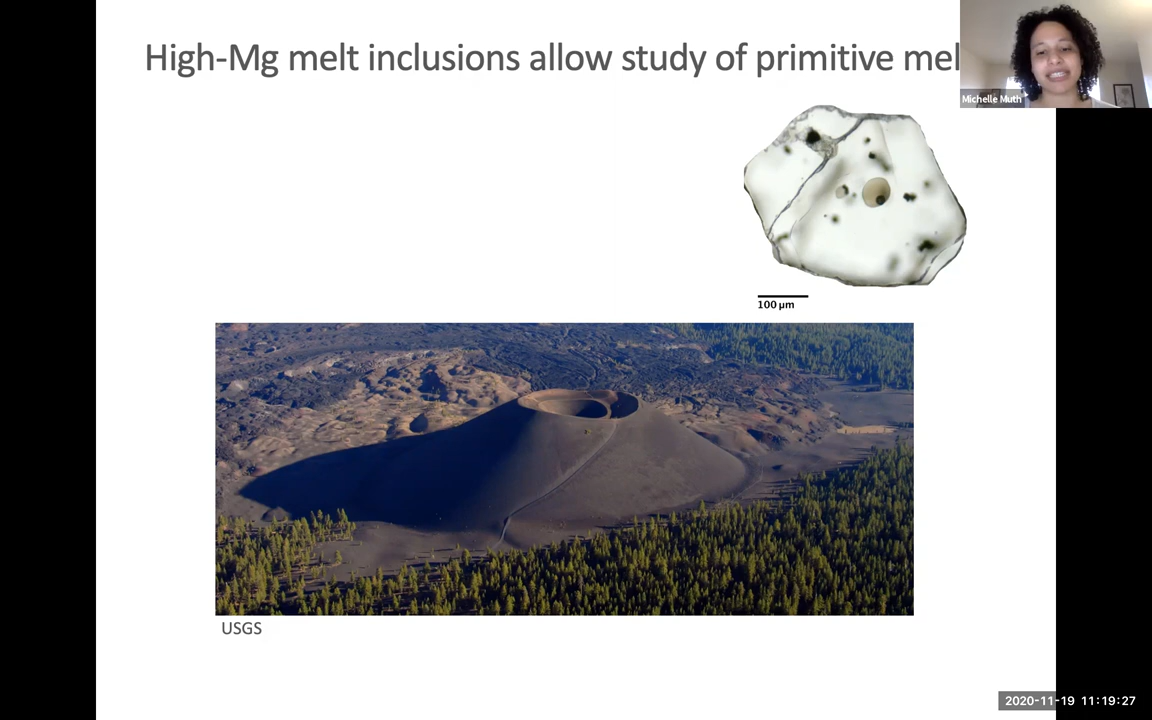 High-Mg melt inclusions allow study of primitive mel
Michelle Muth
100 µm
USGS
2020-11-19 11:19:27